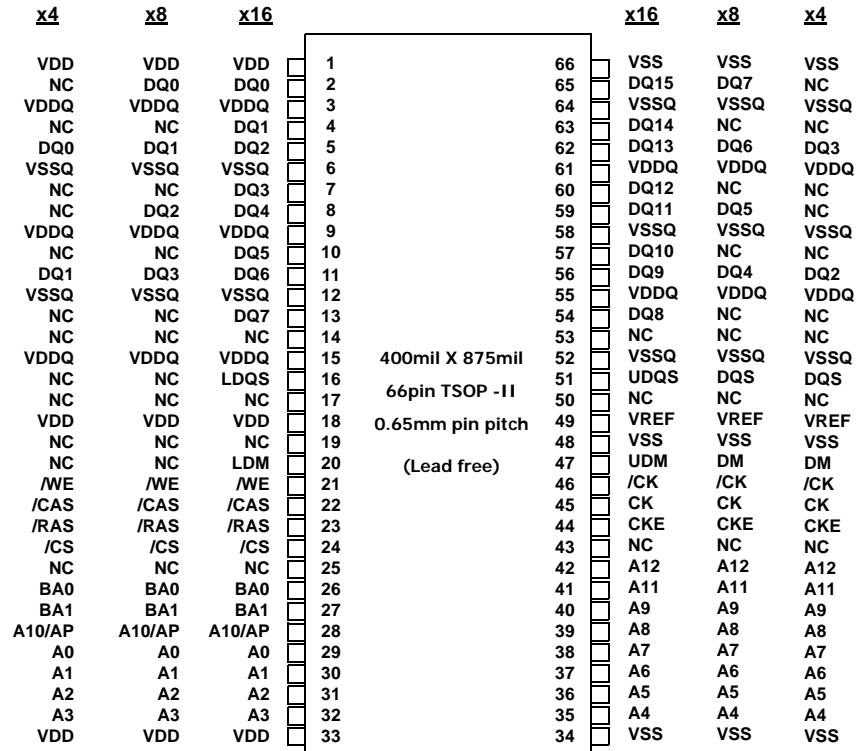 x4 x8 x16 x16 x8 x4
VDD VDD VDD 1 66 VSS VSS VSS
NC DQ0 DQ0 2 65 DQ15 DQ7 NC
VDDQ VDDQ VDDQ 3 64 VSSQ VSSQ VSSQ
NC NC DQ1 4 63 DQ14 NC NC
DQ0 DQ1 DQ2 5 62 DQ13 DQ6 DQ3
VSSQ VSSQ VSSQ 6 61 VDDQ VDDQ VDDQ
NC NC DQ3 7 60 DQ12 NC NC
NC DQ2 DQ4 8 59 DQ11 DQ5 NC
VDDQ VDDQ VDDQ 9 58 VSSQ VSSQ VSSQ
NC NC DQ5 10 57 DQ10 NC NC
DQ1 DQ3 DQ6 11 56 DQ9 DQ4 DQ2
VSSQ VSSQ VSSQ 12 55 VDDQ VDDQ VDDQ
NC NC DQ7 13 54 DQ8 NC NC
NC NC NC 14 53 NC NC NC
VDDQ VDDQ VDDQ 15 400mil X 875mil 52 VSSQ VSSQ VSSQ
NC NC LDQS 16 66pin TSOP -II 51 UDQS DQS DQS
NC NC NC 17 50 NC NC NC
VDD VDD VDD 18 0.65mm pin pitch 49 VREF VREF VREF
NC NC NC 19 48 VSS VSS VSS
NC NC LDM 20 (Lead free) 47 UDM DM DM
/WE /WE /WE 21 46 /CK /CK /CK
/CAS /CAS /CAS 22 45 CK CK CK
/RAS /RAS /RAS 23 44 CKE CKE CKE
/CS /CS /CS 24 43 NC NC NC
NC NC NC 25 42 A12 A12 A12
BA0 BA0 BA0 26 41 A11 A11 A11
BA1 BA1 BA1 27 40 A9 A9 A9
A10/AP A10/AP A10/AP 28 39 A8 A8 A8
A0 A0 A0 29 38 A7 A7 A7
A1 A1 A1 30 37 A6 A6 A6
A2 A2 A2 31 36 A5 A5 A5
A3 A3 A3 32 35 A4 A4 A4
VDD VDD VDD 33 34 VSS VSS VSS